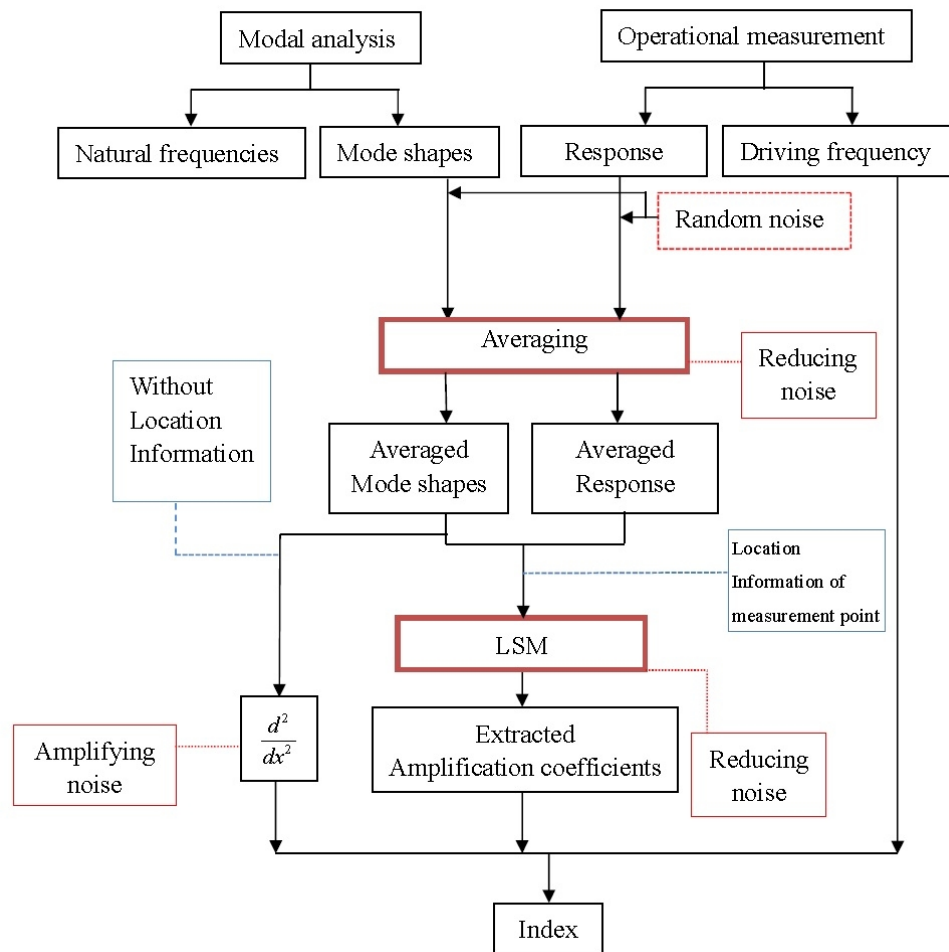 Modal analysis
Operational measurement
Natural frequencies
Mode shapes
Response
Driving frequency
Random noise
Averaging
Reducing
noise
Without
Location
Information
Averaged
Mode shapes
Averaged
Response
Location
Information of
measurement point
LSM
d²
dx²
Amplifying
noise
Extracted
Amplification coefficients
Reducing
noise
Index